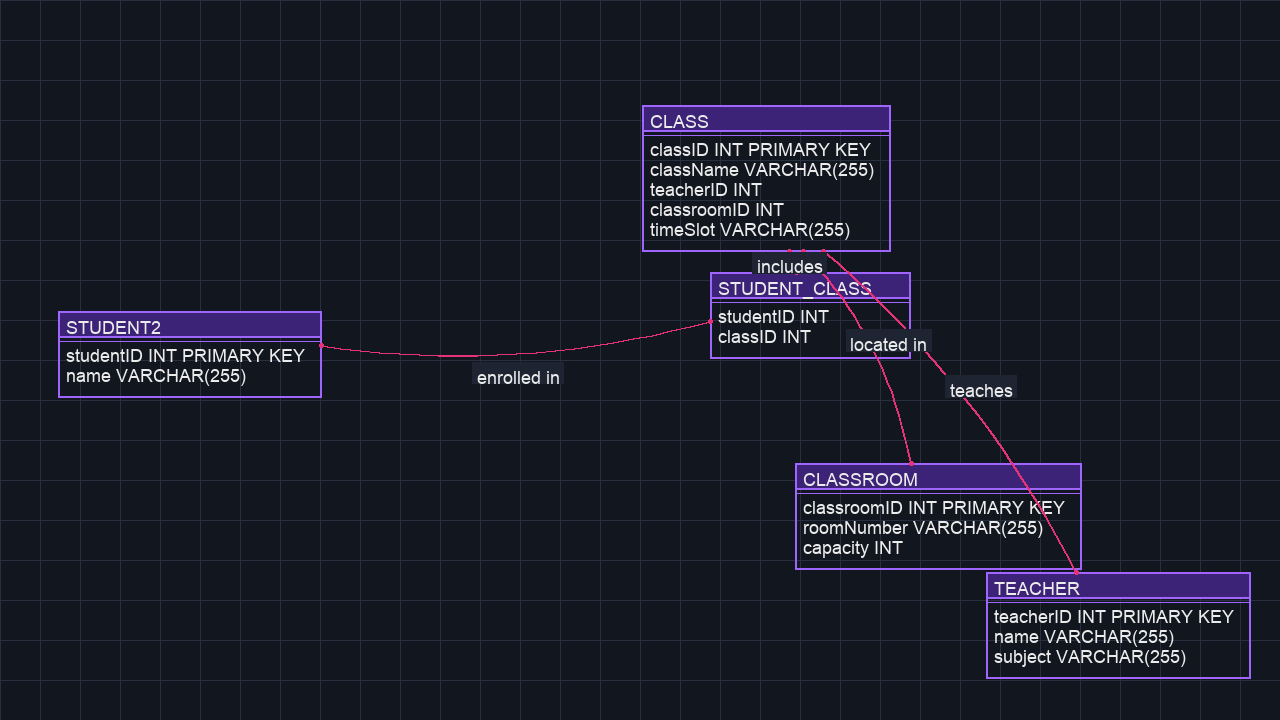 CLASS
classID INT PRIMARY KEY
className VARCHAR(255)
teacherID INT
classroomID INT
timeSlot VARCHAR(255)
includes
STUDENT_CLASS
studentID INT
classID INT
STUDENT2
studentID INT PRIMARY KEY
name VARCHAR(255)
enrolled in
located in
teaches
CLASSROOM
classroomID INT PRIMARY KEY
roomNumber VARCHAR(255)
capacity INT
TEACHER
teacherID INT PRIMARY KEY
name VARCHAR(255)
subject VARCHAR(255)